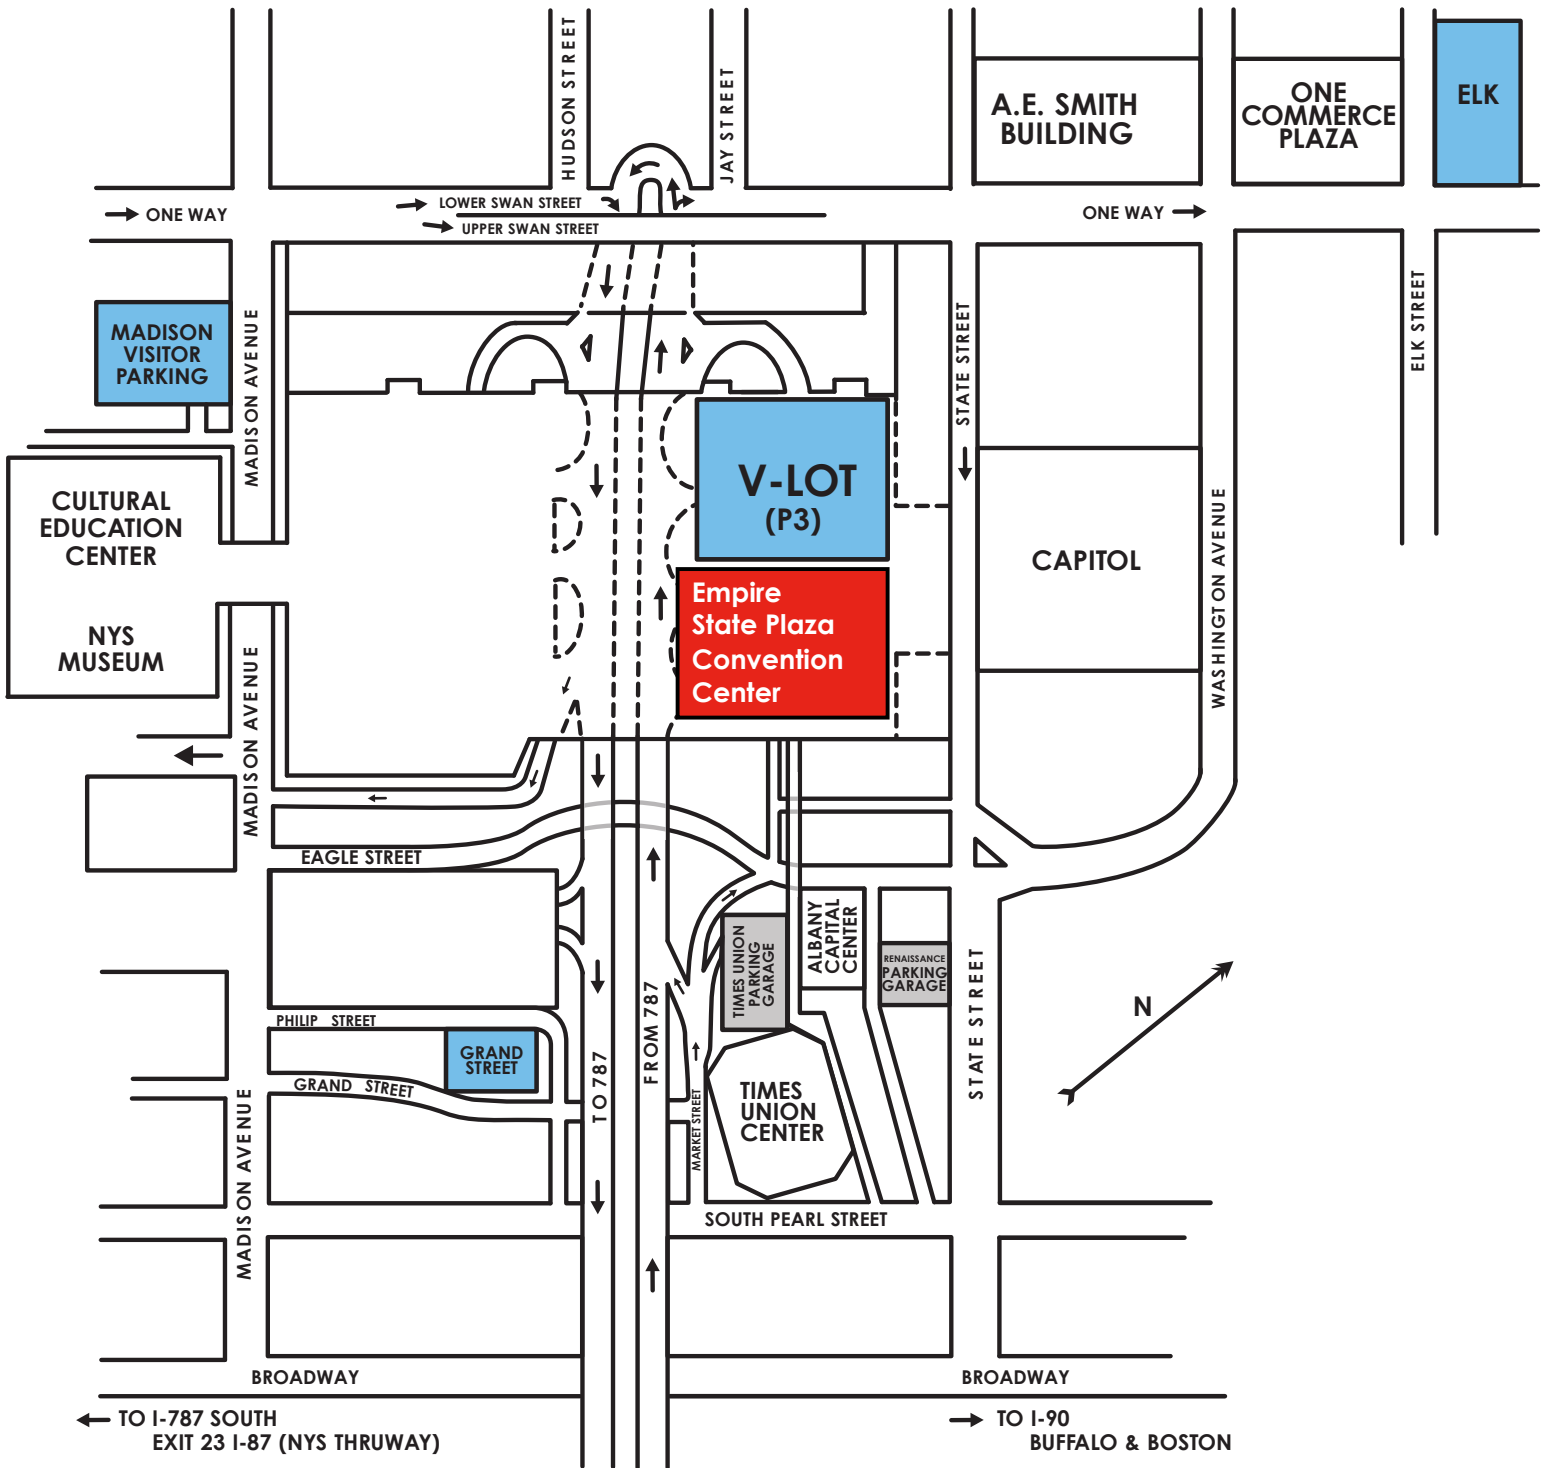 HUDSON STREET
JAY STREET
A.E. SMITH
BUILDING
ONE
COMMERCE
PLAZA
ELK
ONE WAY
LOWER SWAN STREET
UPPER SWAN STREET
ONE WAY
MADISON
VISITOR
PARKING
MADISON AVENUE
STATE STREET
ELK STREET
V-LOT
(P3)
CULTURAL
EDUCATION
CENTER
NYS
MUSEUM
CAPITOL
WASHINGTON AVENUE
Empire
State Plaza
Convention
Center
MADISON AVENUE
EAGLE STREET
ALBANY
CAPITAL
CENTER
TIMES UNION
PARKING
GARAGE
RENAISSANCE
PARKING
GARAGE
STATE STREET
N
PHILIP STREET
GRAND
STREET
GRAND STREET
TO 787
FROM 787
MARKET STREET
TIMES
UNION
CENTER
MADISON AVENUE
SOUTH PEARL STREET
BROADWAY
BROADWAY
TO I-787 SOUTH
EXIT 23 I-87 (NYS THRUWAY)
TO I-90
BUFFALO & BOSTON